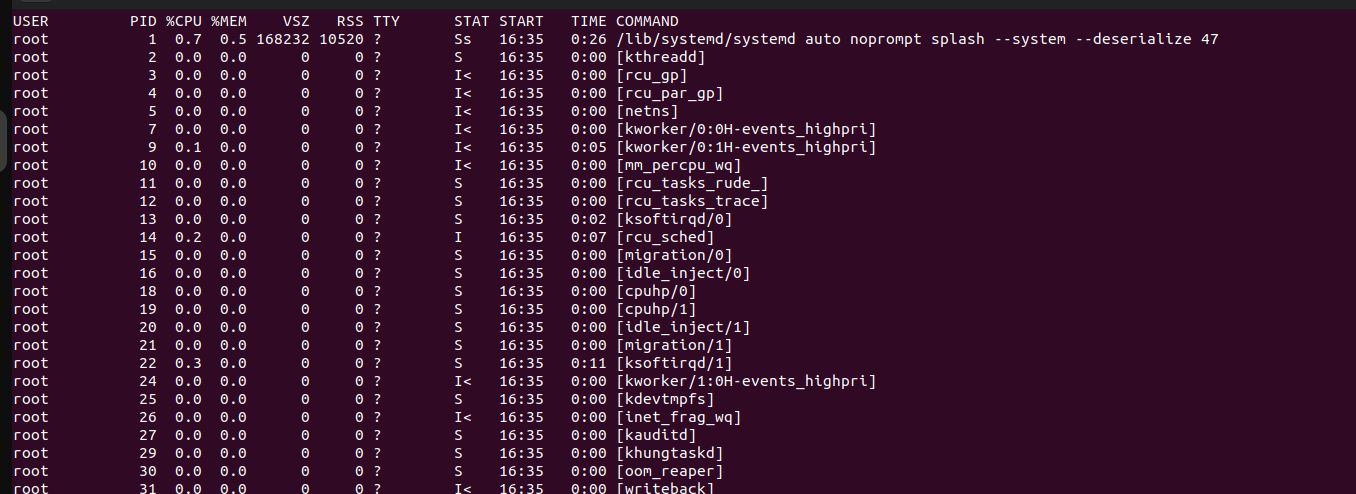 USER PID %CPU %MEM VSZ RSS TTY STAT START TIME COMMAND
root 1 0.7 0.5 168232 10520 ? Ss 16:35 0:26 /lib/systemd/systemd auto noprompt splash --system --deserialize 47
root 2 0.0 0.0 0 0 ? S 16:35 0:00 [kthreadd]
root 3 0.0 0.0 0 0 ? I< 16:35 0:00 [rcu_gp]
root 4 0.0 0.0 0 0 ? I< 16:35 0:00 [rcu_par_gp]
root 5 0.0 0.0 0 0 ? I< 16:35 0:00 [netns]
root 7 0.0 0.0 0 0 ? I< 16:35 0:00 [kworker/0:0H-events_highpri]
root 9 0.1 0.0 0 0 ? I< 16:35 0:05 [kworker/0:1H-events_highpri]
root 10 0.0 0.0 0 0 ? I< 16:35 0:00 [mm_percpu_wq]
root 11 0.0 0.0 0 0 ? S 16:35 0:00 [rcu_tasks_rude_]
root 12 0.0 0.0 0 0 ? S 16:35 0:00 [rcu_tasks_trace]
root 13 0.0 0.0 0 0 ? S 16:35 0:02 [ksoftirqd/0]
root 14 0.2 0.0 0 0 ? I 16:35 0:07 [rcu_sched]
root 15 0.0 0.0 0 0 ? S 16:35 0:00 [migration/0]
root 16 0.0 0.0 0 0 ? S 16:35 0:00 [idle_inject/0]
root 18 0.0 0.0 0 0 ? S 16:35 0:00 [cpuhp/0]
root 19 0.0 0.0 0 0 ? S 16:35 0:00 [cpuhp/1]
root 20 0.0 0.0 0 0 ? S 16:35 0:00 [idle_inject/1]
root 21 0.0 0.0 0 0 ? S 16:35 0:00 [migration/1]
root 22 0.3 0.0 0 0 ? S 16:35 0:11 [ksoftirqd/1]
root 24 0.0 0.0 0 0 ? I< 16:35 0:00 [kworker/1:0H-events_highpri]
root 25 0.0 0.0 0 0 ? S 16:35 0:00 [kdevtmpfs]
root 26 0.0 0.0 0 0 ? I< 16:35 0:00 [inet_frag_wq]
root 27 0.0 0.0 0 0 ? S 16:35 0:00 [kauditd]
root 29 0.0 0.0 0 0 ? S 16:35 0:00 [khungtaskd]
root 30 0.0 0.0 0 0 ? S 16:35 0:00 [oom_reaper]
root 31 0.0 0.0 0 0 ? I< 16:35 0:00 [writeback]